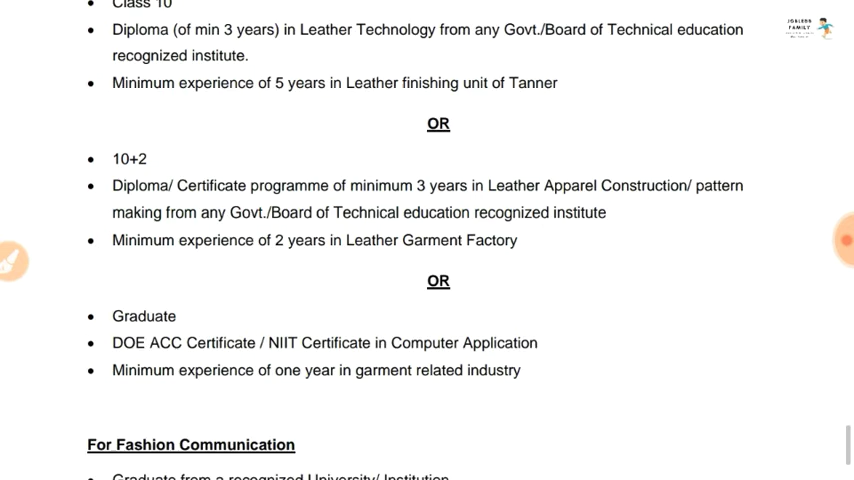 Class 10
JOBLESS
FAMILY
• Diploma (of min 3 years) in Leather Technology from any Govt./Board of Technical education
recognized institute.
• Minimum experience of 5 years in Leather finishing unit of Tanner
OR
• 10+2
• Diploma/ Certificate programme of minimum 3 years in Leather Apparel Construction/ pattern
making from any Govt./Board of Technical education recognized institute
• Minimum experience of 2 years in Leather Garment Factory
OR
• Graduate
• DOE ACC Certificate / NIIT Certificate in Computer Application
• Minimum experience of one year in garment related industry
For Fashion Communication
• Graduate from a recognized University/ Institution